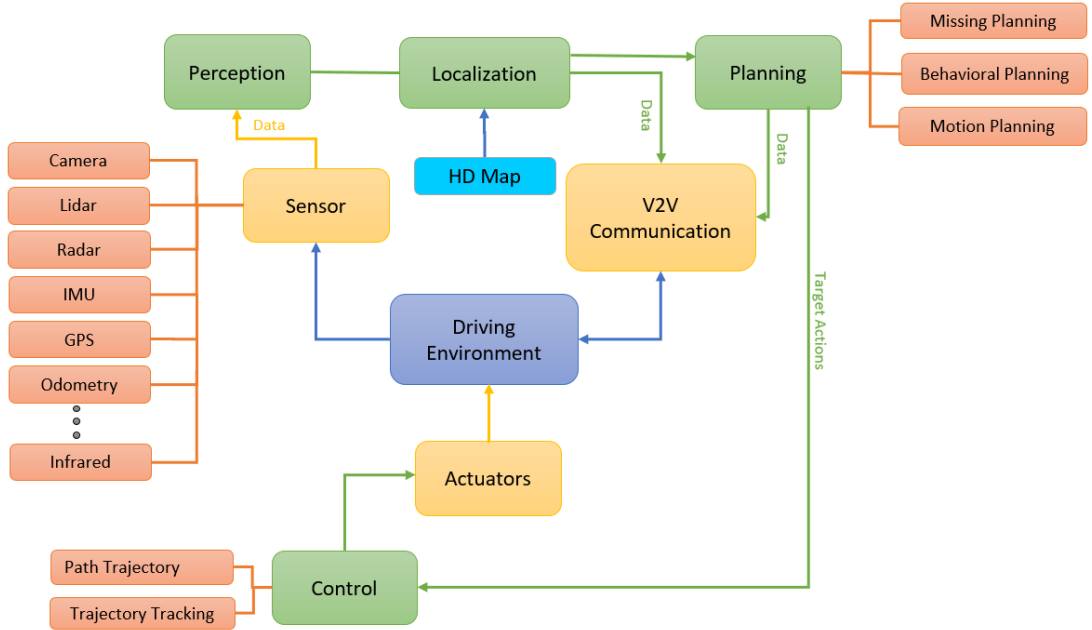 Missing Planning
Perception
Localization
Planning
Behavioral Planning
Motion Planning
Data
Data
Data
Camera
HD Map
Lidar
Sensor
V2V
Communication
Radar
IMU
Target Actions
GPS
Driving
Environment
Odometry
Infrared
Actuators
Path Trajectory
Control
Trajectory Tracking